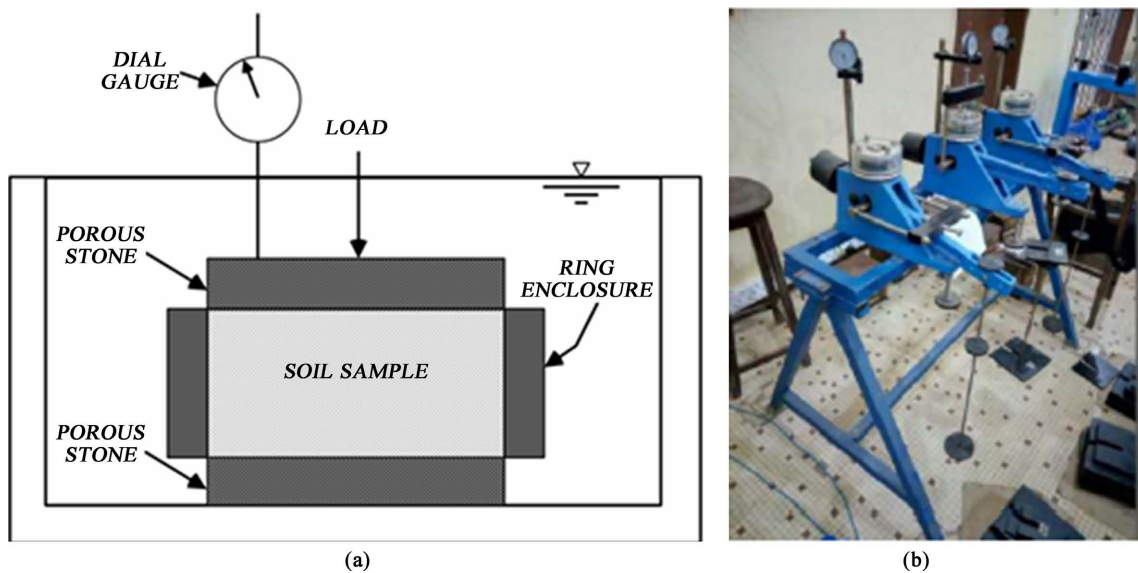 DIAL
GAUGE
LOAD
POROUS
STONE
RING
ENCLOSURE
SOIL SAMPLE
POROUS
STONE
(a)
(b)